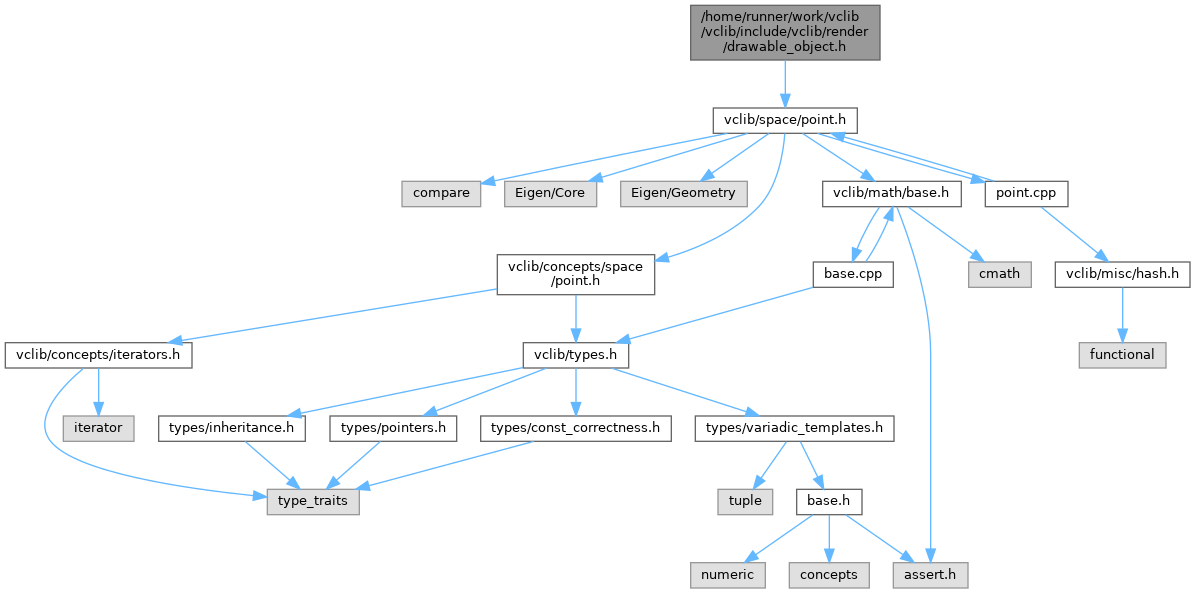 /home/runner/work/vclib
/vclib/include/vclib/render
/drawable_object.h
vclib/space/point.h
compare
Eigen/Core
Eigen/Geometry
vclib/math/base.h
point.cpp
vclib/concepts/space
/point.h
base.cpp
cmath
vclib/misc/hash.h
vclib/concepts/iterators.h
vclib/types.h
functional
iterator
types/inheritance.h
types/pointers.h
types/const_correctness.h
types/variadic_templates.h
type_traits
tuple
base.h
numeric
concepts
assert.h